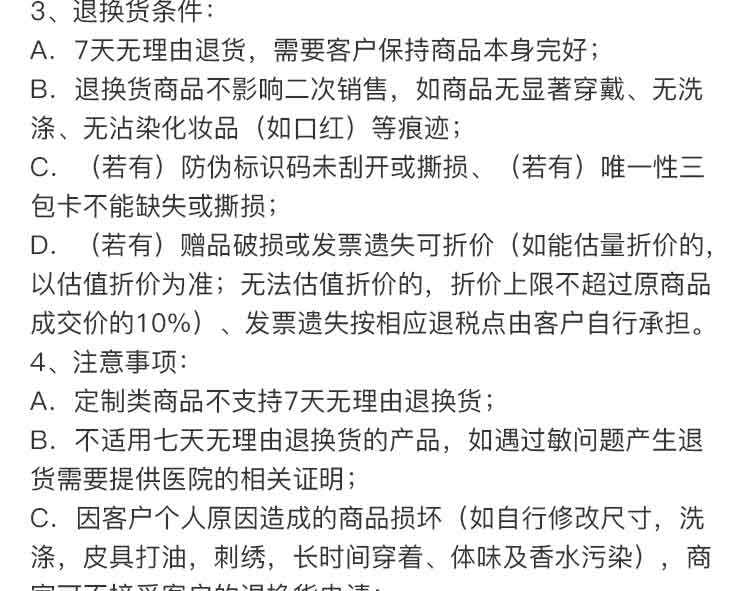 3、退换货条件：
A．7天无理由退货，需要客户保持商品本身完好；
B．退换货商品不影响二次销售，如商品无显著穿戴、无洗
涤、无沾染化妆品（如口红）等痕迹；
C．（若有）防伪标识码未刮开或撕损、（若有）唯一性三
包卡不能缺失或撕损；
D．（若有）赠品破损或发票遗失可折价（如能估量折价的，
以估值折价为准；无法估值折价的，折价上限不超过原商品
成交价的10%）、发票遗失按相应退税点由客户自行承担。
4、注意事项：
A．定制类商品不支持7天无理由退换货；
B．不适用七天无理由退换货的产品，如遇过敏问题产生退
货需要提供医院的相关证明；
C．因客户个人原因造成的商品损坏（如自行修改尺寸，洗
涤，皮具打油，刺绣，长时间穿着、体味及香水污染），商
家可不接受客户的退换货申请；